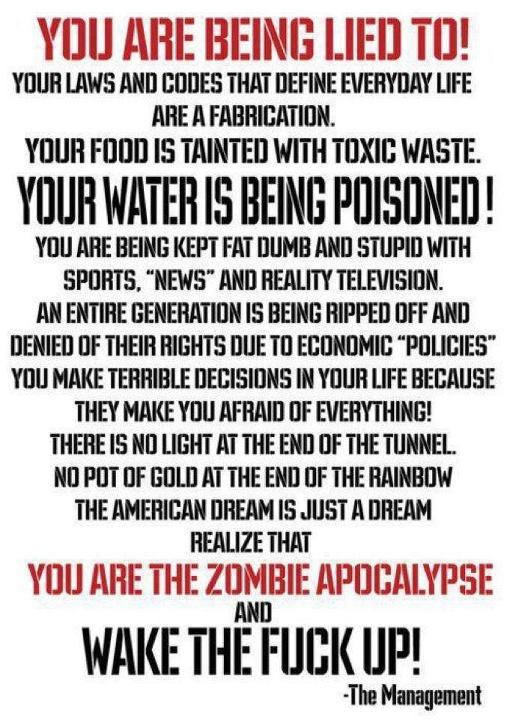 YOU ARE BEING LIED TO!
YOUR LAWS AND CODES THAT DEFINE EVERYDAY LIFE
ARE A FABRICATION.
YOUR FOOD IS TAINTED WITH TOXIC WASTE.
YOUR WATER IS BEING POISONED!
YOU ARE BEING KEPT FAT DUMB AND STUPID WITH
SPORTS, “NEWS” AND REALITY TELEVISION.
AN ENTIRE GENERATION IS BEING RIPPED OFF AND
DENIED OF THEIR RIGHTS DUE TO ECONOMIC “POLICIES”
YOU MAKE TERRIBLE DECISIONS IN YOUR LIFE BECAUSE
THEY MAKE YOU AFRAID OF EVERYTHING!
THERE IS NO LIGHT AT THE END OF THE TUNNEL.
NO POT OF GOLD AT THE END OF THE RAINBOW
THE AMERICAN DREAM IS JUST A DREAM
REALIZE THAT
YOU ARE THE ZOMBIE APOCALYPSE
AND
WAKE THE FUCK UP!
-The Management